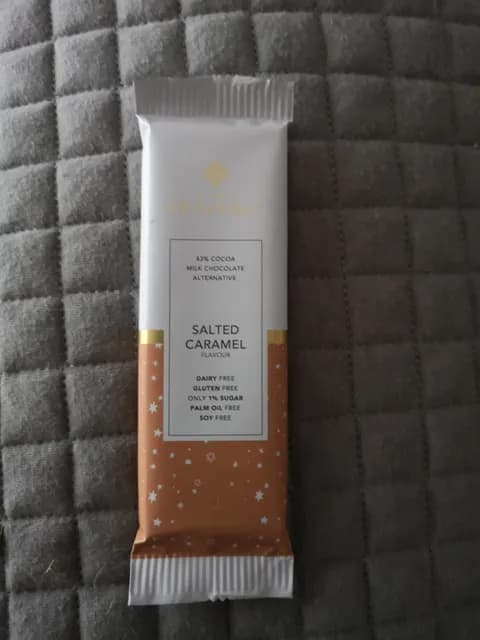 63% COCOA
MILK CHOCOLATE
ALTERNATIVE
SALTED
CARAMEL
FLAVOUR
DAIRY FREE
GLUTEN FREE
ONLY 1% SUGAR
PALM OIL FREE
SOY FREE